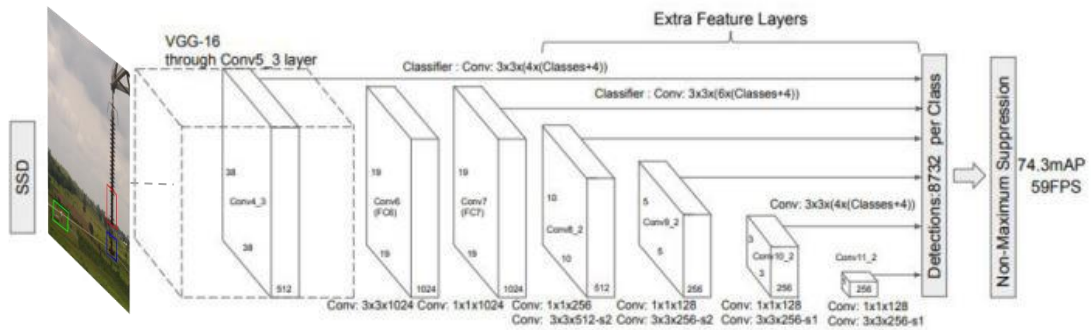 Extra Feature Layers
VGG-16
through Conv5_3 layer
Classifier : Conv: 3x3x(4x(Classes+4))
Classifier : Conv: 3x3x(6x(Classes+4))
SSD
38
Conv4_3
38
512
19
Conv6
(FC6)
19
1024
19
Conv7
(FC7)
19
1024
10
Conv8_2
10
512
5
Conv9_2
5
256
Conv: 3x3x(4x(Classes+4))
3
Conv10_2
3
256
Conv11_2
256
Detections:8732 per Class
Non-Maximum Suppression
74.3mAP
59FPS
Conv: 3x3x1024
Conv: 1x1x1024
Conv: 1x1x256
Conv: 3x3x512-s2
Conv: 1x1x128
Conv: 3x3x256-s2
Conv: 1x1x128
Conv: 3x3x256-s1
Conv: 1x1x128
Conv: 3x3x256-s1